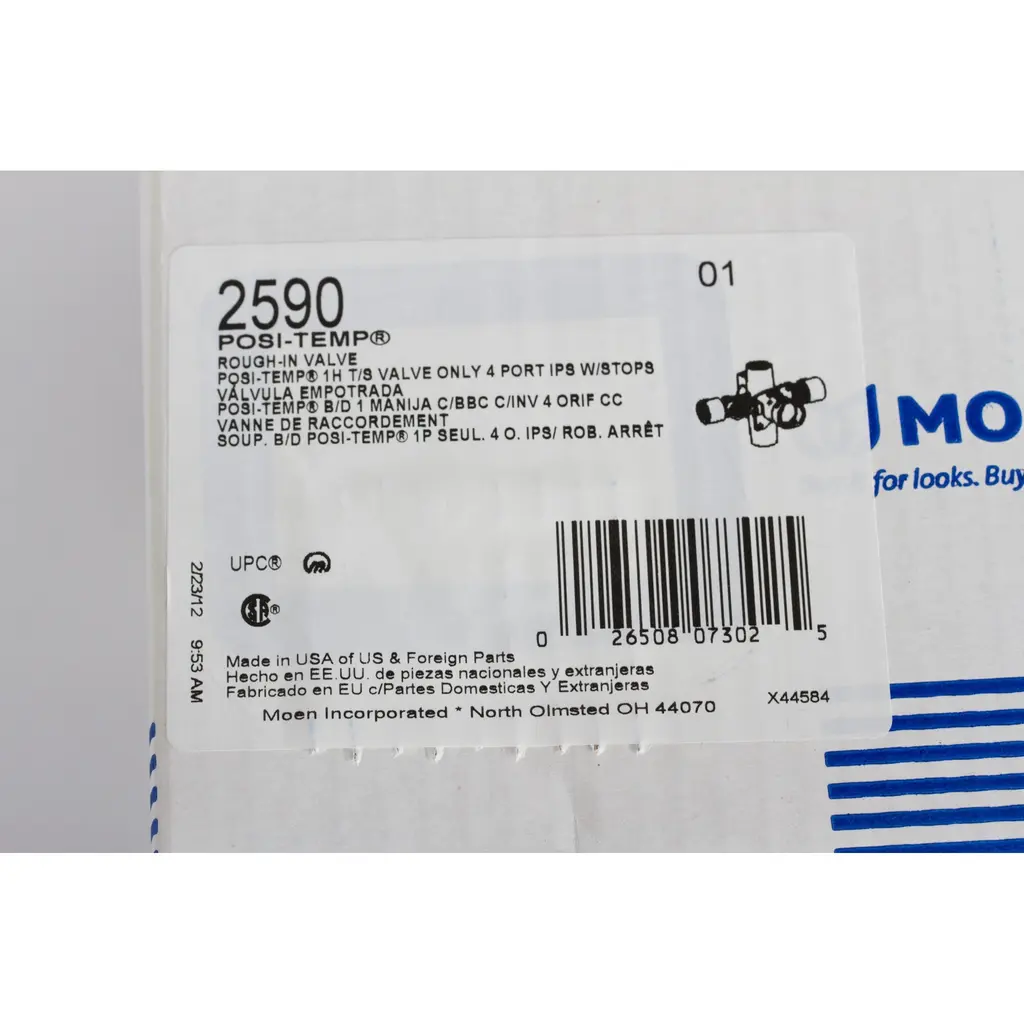 2590
01
POSI-TEMP®
ROUGH-IN VALVE
POSI-TEMP® 1H T/S VALVE ONLY 4 PORT IPS W/STOPS
VÁLVULA EMPOTRADA
POSI-TEMP® B/D 1 MANIJA C/BBC C/INV 4 ORIF CC
VANNE DE RACCORDEMENT
SOUP. B/D POSI-TEMP® 1P SEUL. 4 O. IPS/ ROB. ARRÊT
MO
for looks. Buy
UPC®
SA®
2/23/12 9:53 AM
0 26508 07302 5
Made in USA of US & Foreign Parts
Hecho en EE.UU. de piezas nacionales y extranjeras
Fabricado en EU c/Partes Domesticas Y Extranjeras
X44584
Moen Incorporated * North Olmsted OH 44070